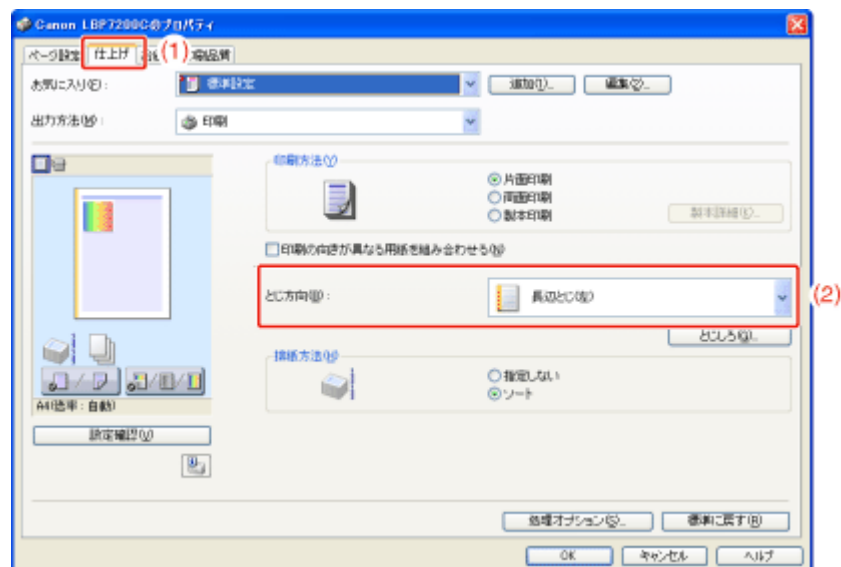 Canon LBP7200Cのプロパティ
ページ設定 仕上げ (1) 印刷品質
お気に入り(F): 標準設定 追加(1)... 編集(2)...
出力方法(M): 印刷
印刷方法(Y)
片面印刷
両面印刷
製本印刷 製本詳細(K)...
印刷の向きが異なる用紙を組み合わせる(N)
とじ方向(B): 長辺とじ(左) (2)
とじしろ(G)...
排紙方法(H)
指定しない
ソート
A4(倍率: 自動)
設定確認(V)
処理オプション(S)... 標準に戻す(R)
OK キャンセル ヘルプ